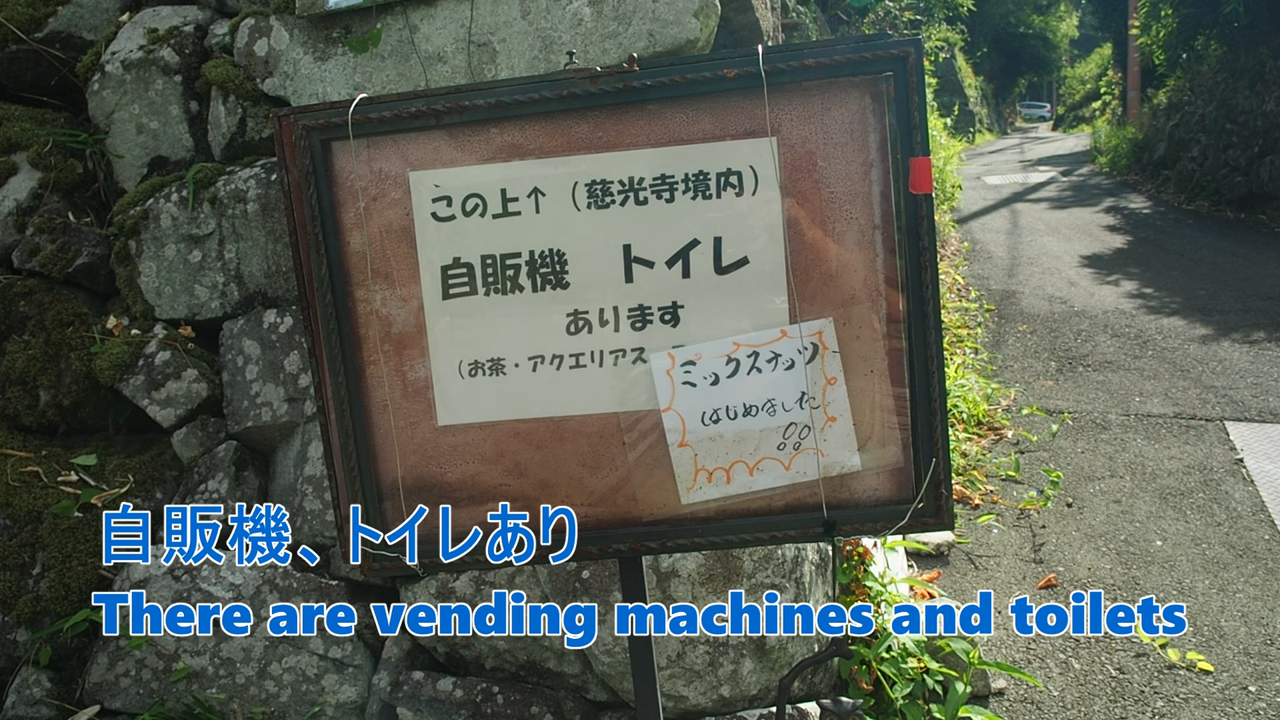 この上↑（慈光寺境内）
自販機　トイレ
あります
（お茶・アクエリアス
ミックスナッツ
はじめました
自販機、トイレあり
There are vending machines and toilets